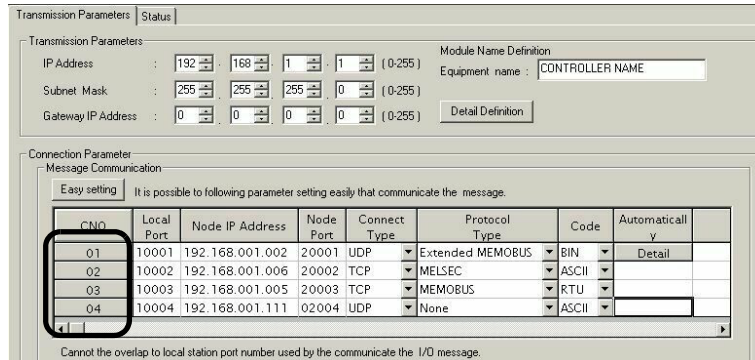 Transmission Parameters Status
Transmission Parameters
IP Address : 192 . 168 . 1 . 1 ( 0-255 )
Subnet Mask : 255 . 255 . 255 . 0 ( 0-255 )
Gateway IP Address : 0 . 0 . 0 . 0 ( 0-255 )
Module Name Definition
Equipment name : CONTROLLER NAME
Detail Definition
Connection Parameter
Message Communication
Easy setting It is possible to following parameter setting easily that communicate the message.
CNO Local Port Node IP Address Node Port Connect Type Protocol Type Code Automatically
01 10001 192.168.001.002 20001 UDP Extended MEMOBUS BIN Detail
02 10002 192.168.001.006 20002 TCP MELSEC ASCII
03 10003 192.168.001.005 20003 TCP MEMOBUS RTU
04 10004 192.168.001.111 02004 UDP None ASCII
Cannot the overlap to local station port number used by the communicate the I/O message.